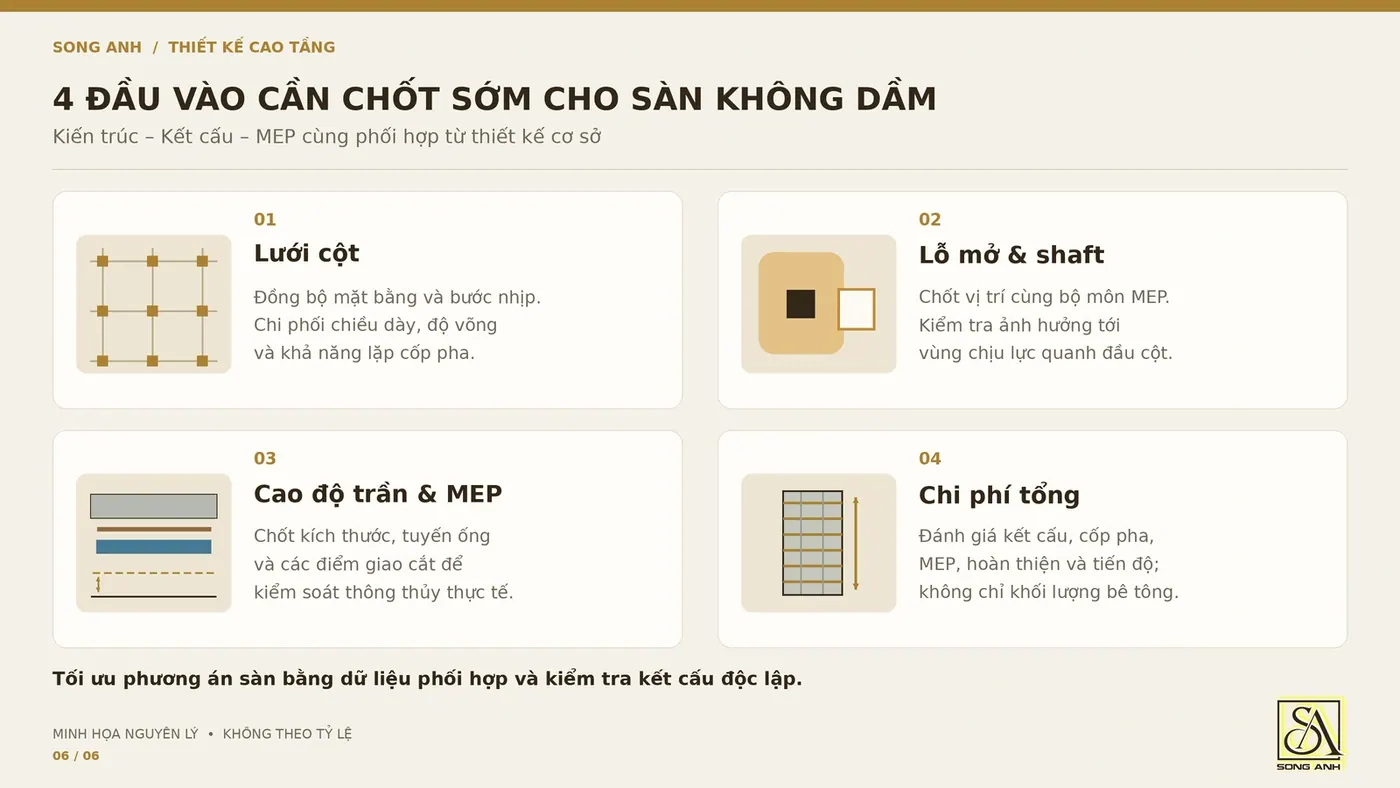 SONG ANH / THIẾT KẾ CAO TẦNG
4 ĐẦU VÀO CẦN CHỐT SỚM CHO SÀN KHÔNG DẦM
Kiến trúc – Kết cấu – MEP cùng phối hợp từ thiết kế cơ sở
01
Lưới cột
Đồng bộ mặt bằng và bước nhịp.
Chi phối chiều dày, độ võng
và khả năng lặp cốp pha.
02
Lỗ mở & shaft
Chốt vị trí cùng bộ môn MEP.
Kiểm tra ảnh hưởng tới
vùng chịu lực quanh đầu cột.
03
Cao độ trần & MEP
Chốt kích thước, tuyến ống
và các điểm giao cắt để
kiểm soát thông thủy thực tế.
04
Chi phí tổng
Đánh giá kết cấu, cốp pha,
MEP, hoàn thiện và tiến độ;
không chỉ khối lượng bê tông.
Tối ưu phương án sàn bằng dữ liệu phối hợp và kiểm tra kết cấu độc lập.
MINH HỌA NGUYÊN LÝ • KHÔNG THEO TỶ LỆ
06 / 06
SA
SONG ANH